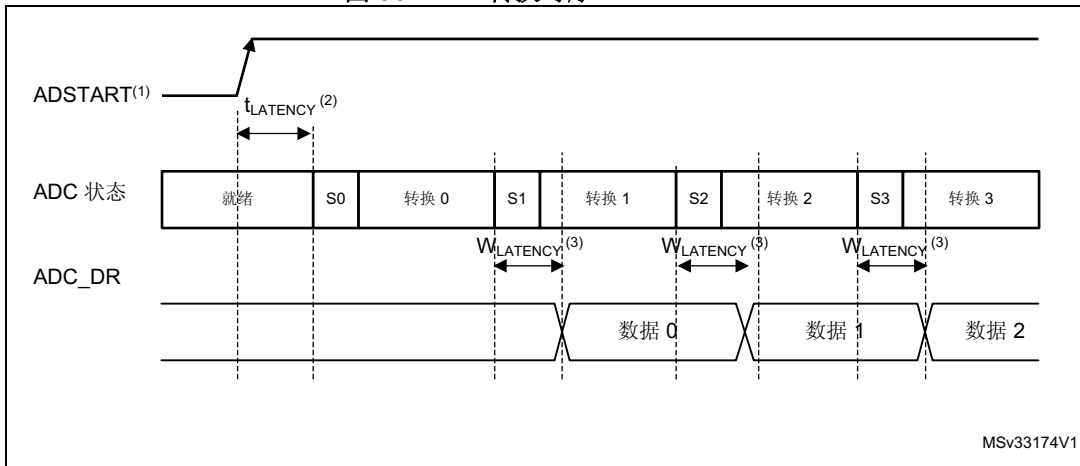 ADSTART(1)
tLATENCY (2)
ADC 状态
就绪
S0
转换 0
S1
转换 1
S2
转换 2
S3
转换 3
WLATENCY (3)
WLATENCY (3)
WLATENCY (3)
ADC_DR
数据 0
数据 1
数据 2
MSv33174V1